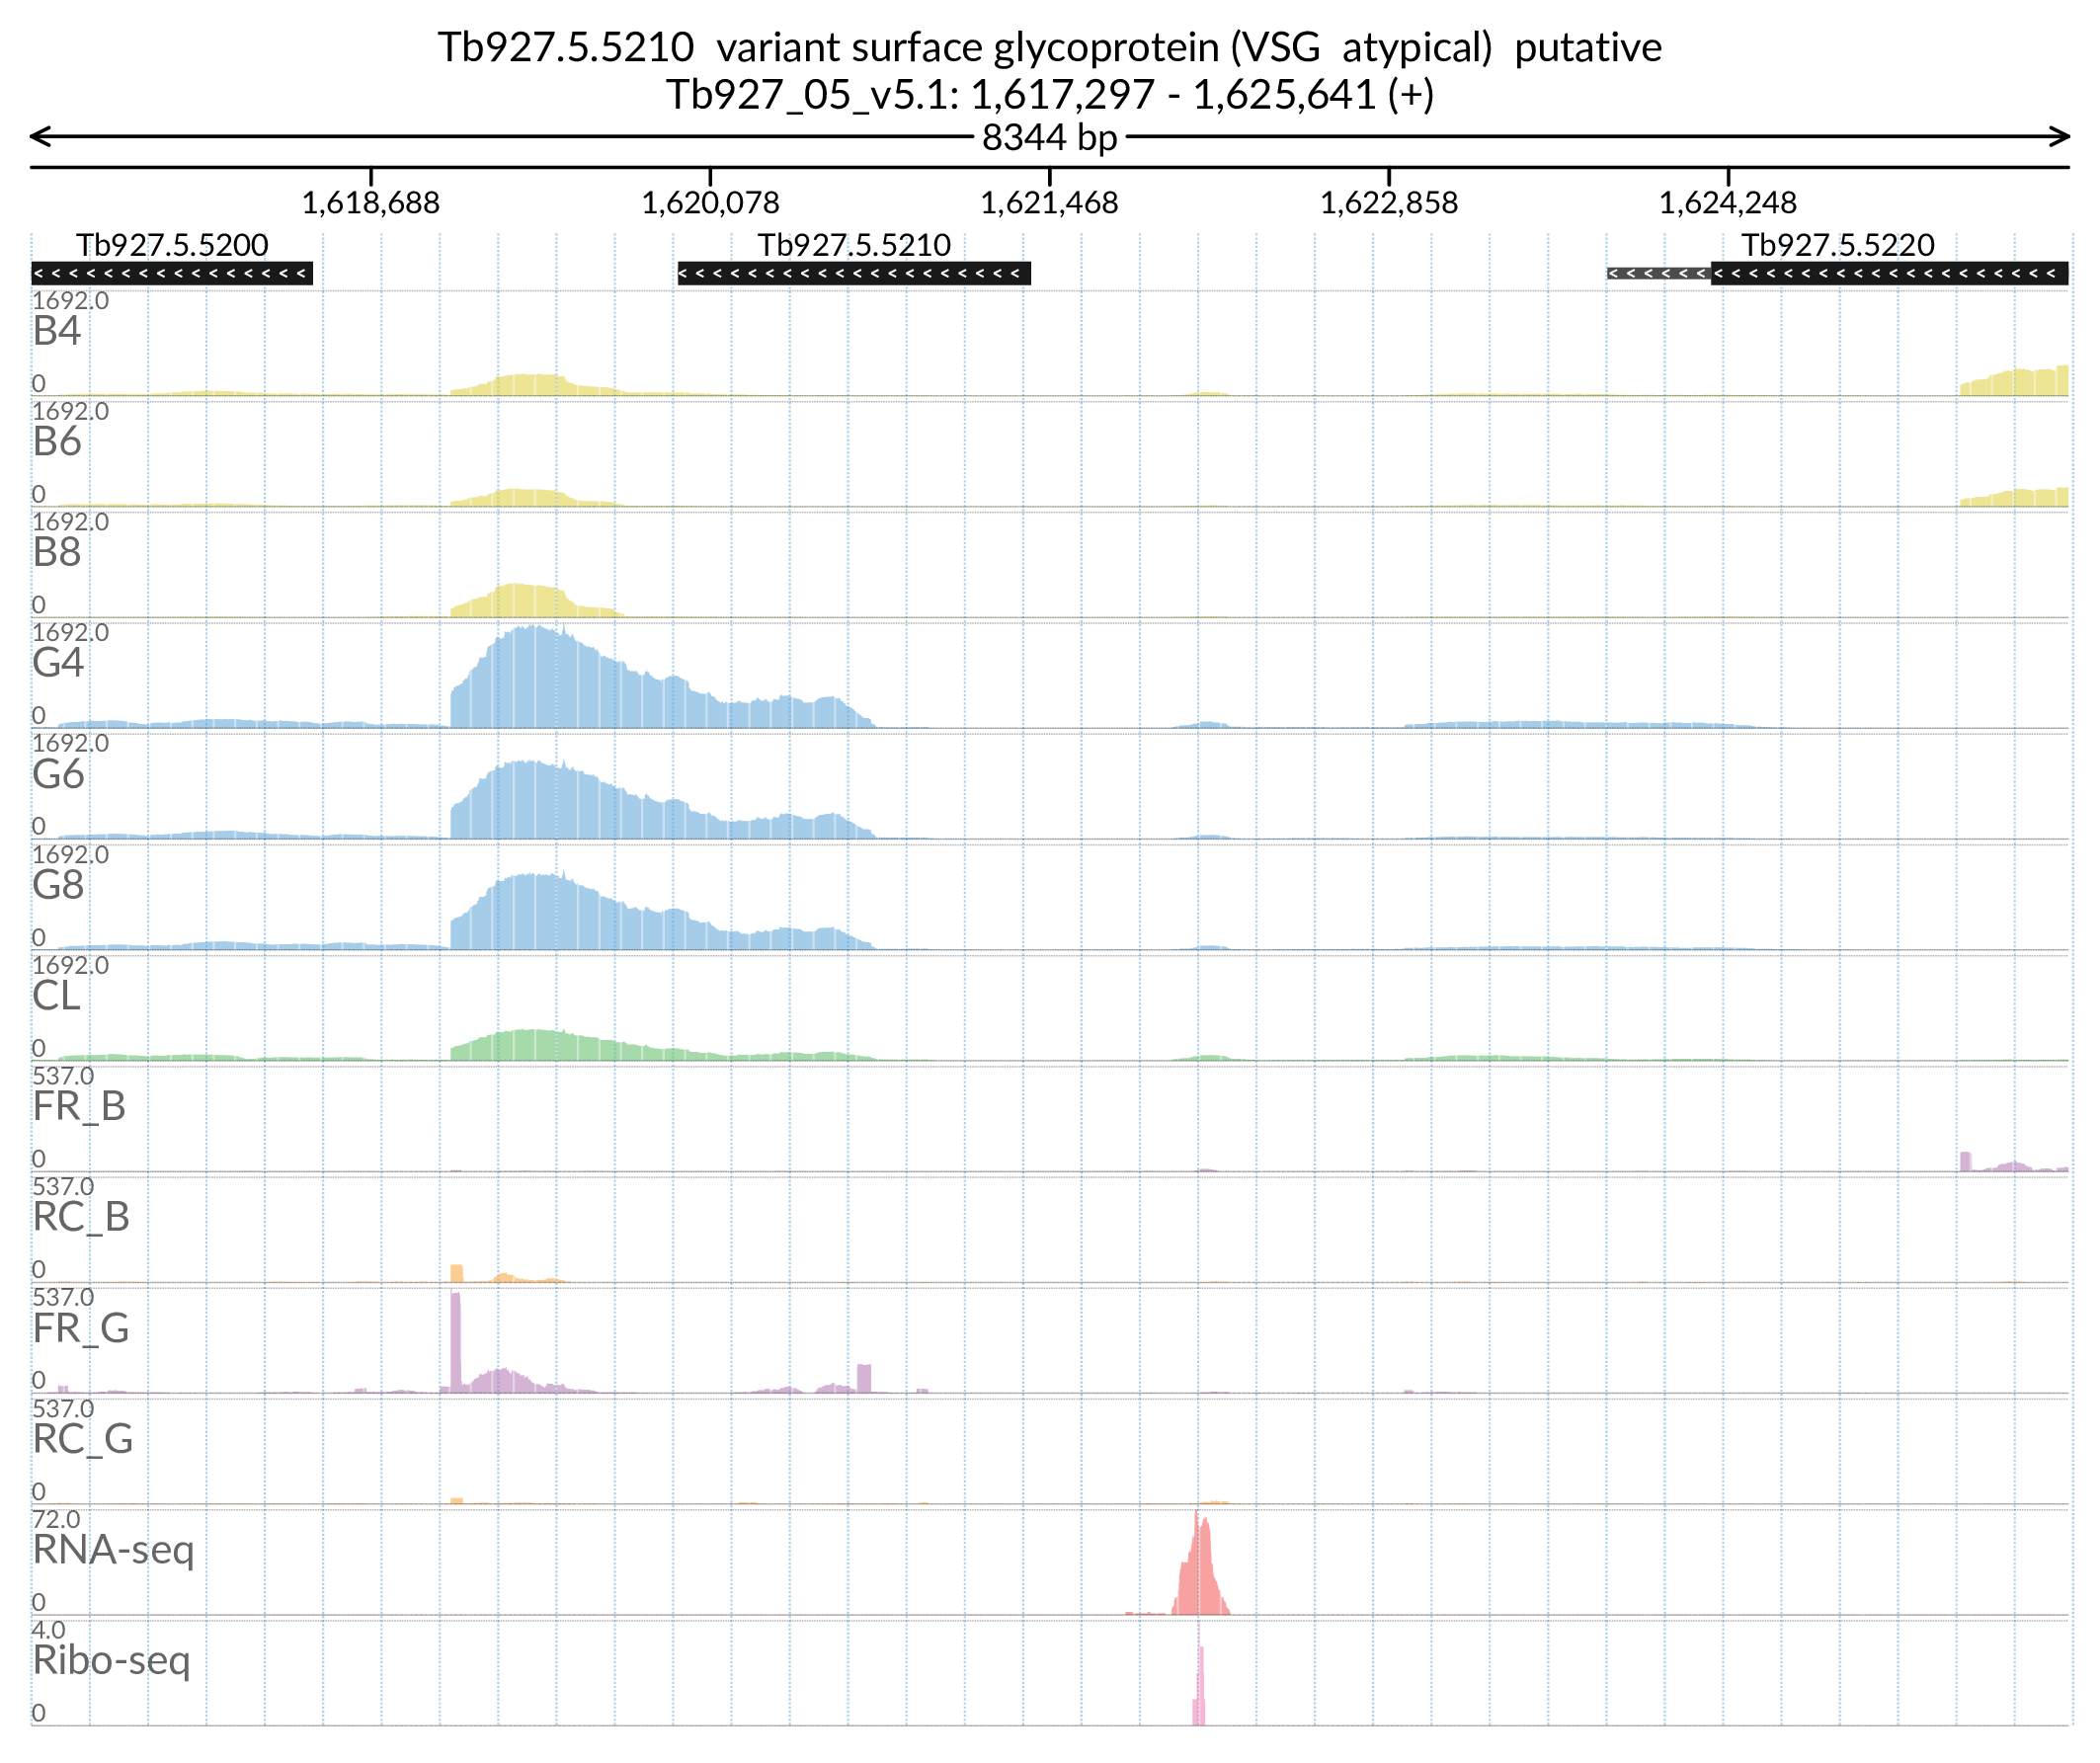 Tb927.5.5210  variant surface glycoprotein (VSG  atypical)  putative
Tb927_05_v5.1: 1,617,297 - 1,625,641 (+)
8344 bp
1,618,688 1,620,078 1,621,468 1,622,858 1,624,248
Tb927.5.5200 Tb927.5.5210 Tb927.5.5220
1692.0
B4
0
1692.0
B6
0
1692.0
B8
0
1692.0
G4
0
1692.0
G6
0
1692.0
G8
0
1692.0
CL
0
537.0
FR_B
0
537.0
RC_B
0
537.0
FR_G
0
537.0
RC_G
0
72.0
RNA-seq
0
4.0
Ribo-seq
0